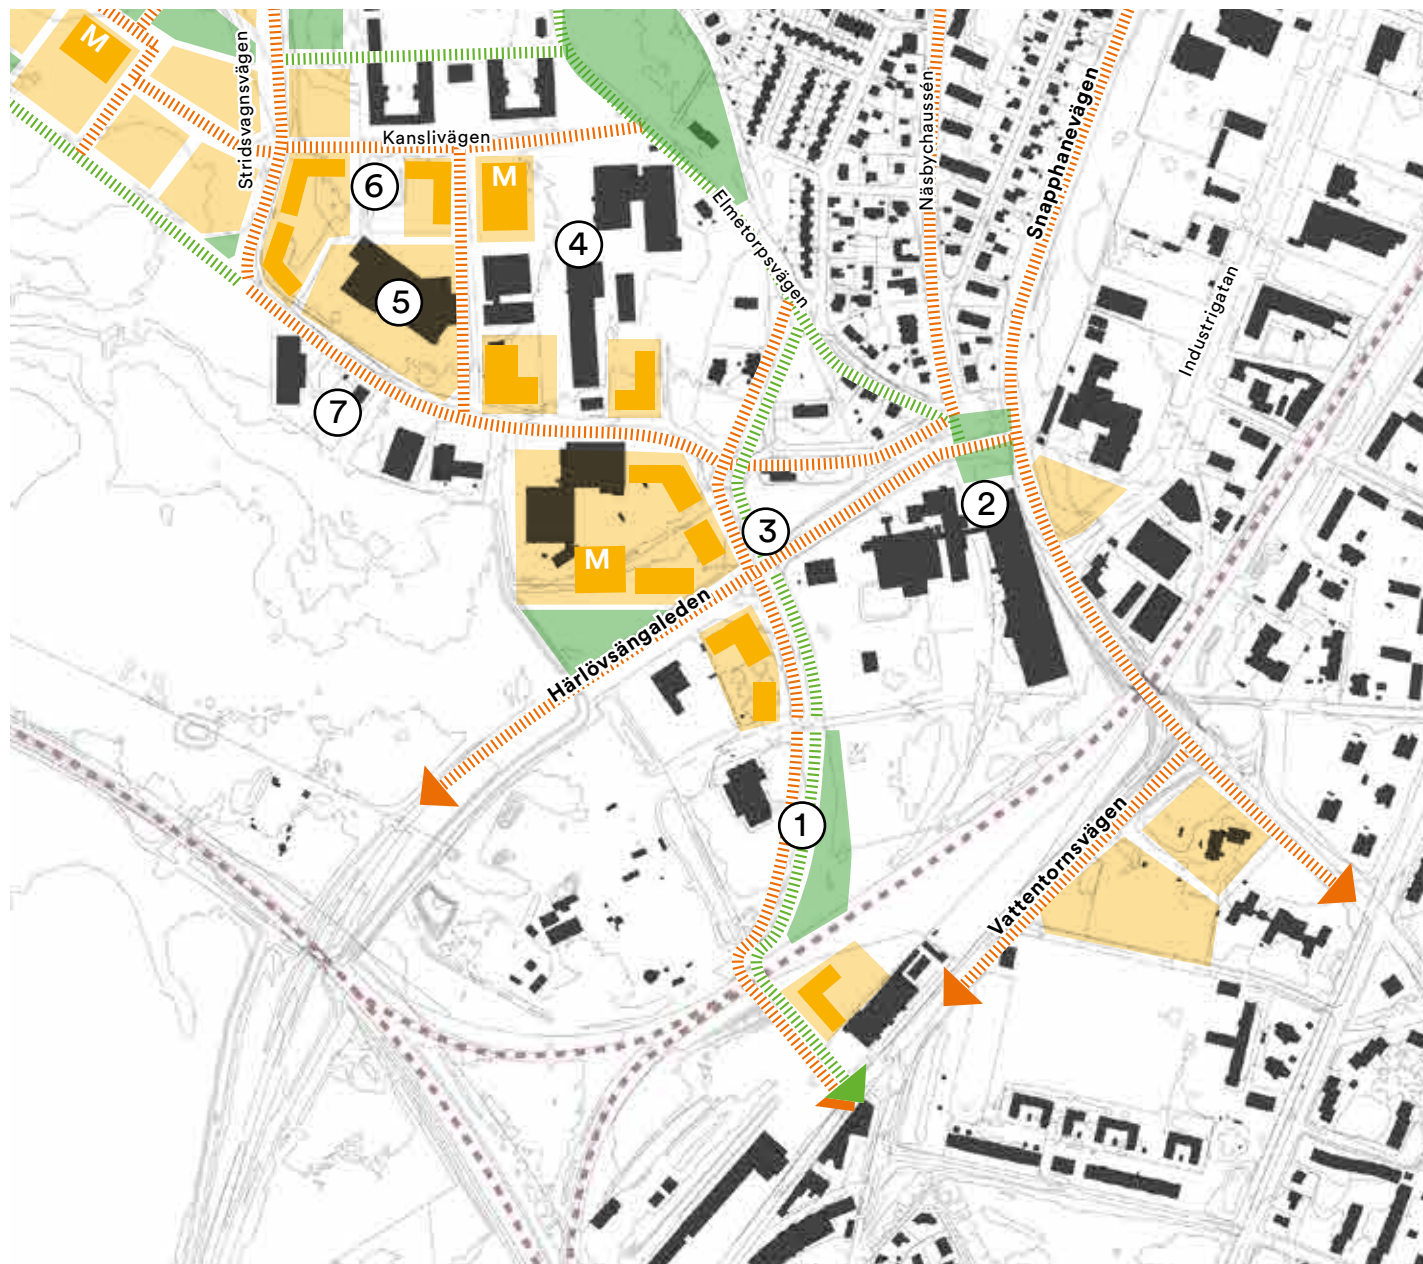 M
Stridsvagnsvägen
Kanslivägen
Näsbychaussén
Snapphanevägen
M
6
4
Elmetorpsvägen
5
Industrigatan
7
2
3
M
Härlövsängaleden
1
Vattentornsvägen